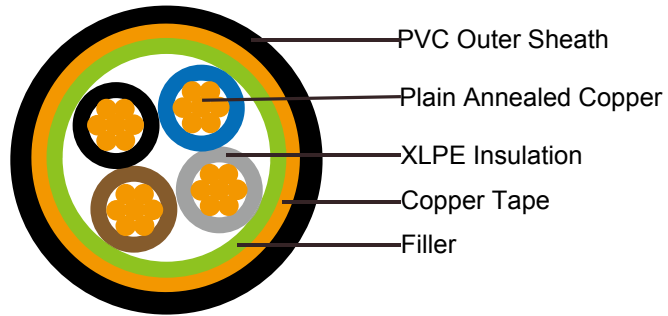 PVC Outer Sheath
Plain Annealed Copper
XLPE Insulation
Copper Tape
Filler